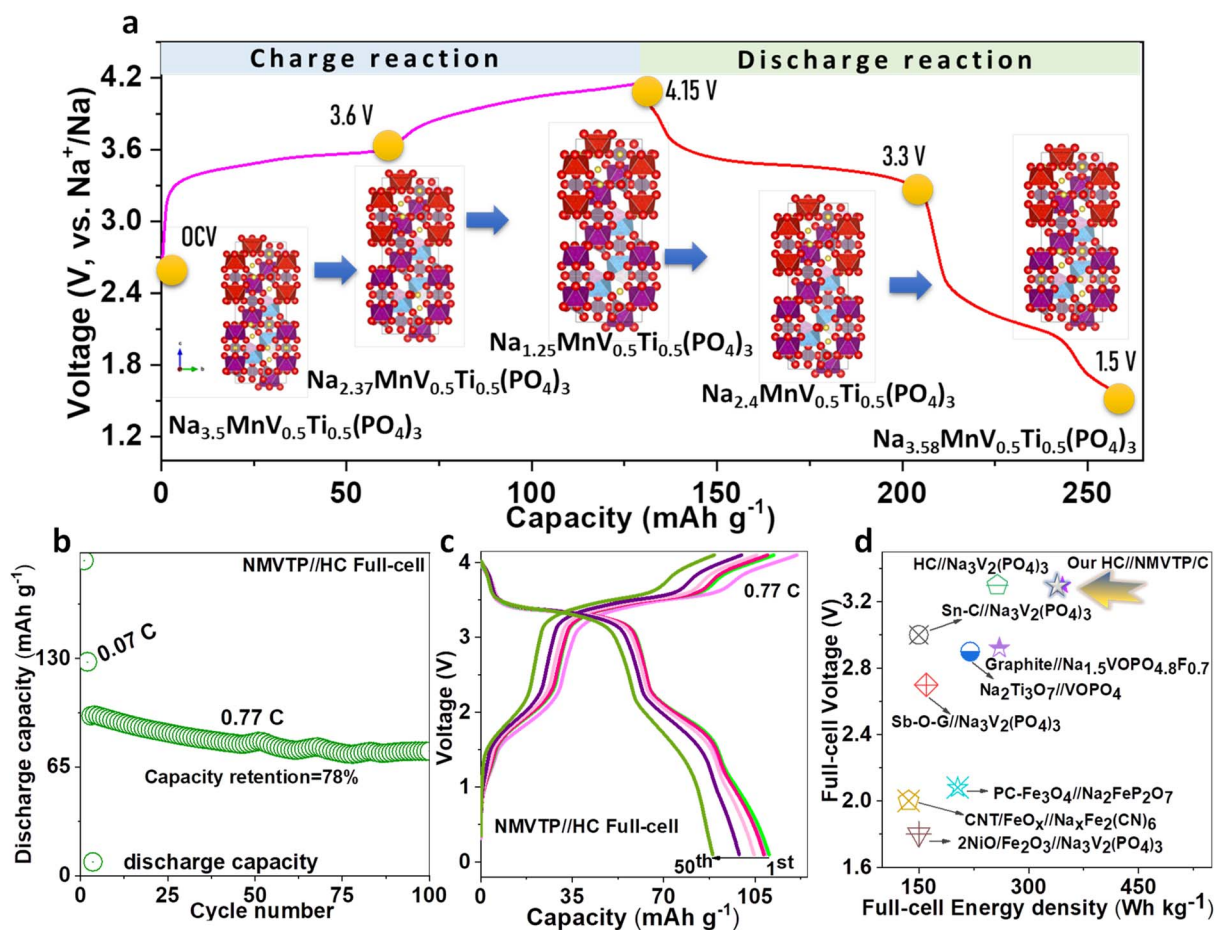 a
Charge reaction
Discharge reaction
Voltage (V, vs. Na⁺/Na)
4.2
3.6
3.0
2.4
1.8
1.2
OCV
3.6 V
4.15 V
3.3 V
1.5 V
Na₃.₅MnV₀.₅Ti₀.₅(PO₄)₃
Na₂.₃₇MnV₀.₅Ti₀.₅(PO₄)₃
Na₁.₂₅MnV₀.₅Ti₀.₅(PO₄)₃
Na₂.₄MnV₀.₅Ti₀.₅(PO₄)₃
Na₃.₅₈MnV₀.₅Ti₀.₅(PO₄)₃
0 50 100 150 200 250
Capacity (mAh g⁻¹)
b
NMVTP//HC Full-cell
Discharge capacity (mAh g⁻¹)
130
65
0
0.07 C
0.77 C
Capacity retention=78%
discharge capacity
0 25 50 75 100
Cycle number
c
0.77 C
Voltage (V)
4
3
2
1
0
NMVTP//HC Full-cell
50th
1st
0 35 70 105
Capacity (mAh g⁻¹)
d
Full-cell Voltage (V)
3.6
3.2
2.8
2.4
2.0
1.6
HC//Na₃V₂(PO₄)₃
Our HC//NMVTP/C
Sn-C//Na₃V₂(PO₄)₃
Graphite//Na₁.₅VOPO₄.₈F₀.₇
Na₂Ti₃O₇//VOPO₄
Sb-O-G//Na₃V₂(PO₄)₃
PC-Fe₃O₄//Na₂FeP₂O₇
CNT/FeOₓ//NaₓFe₂(CN)₆
2NiO/Fe₂O₃//Na₃V₂(PO₄)₃
150 300 450
Full-cell Energy density (Wh kg⁻¹)